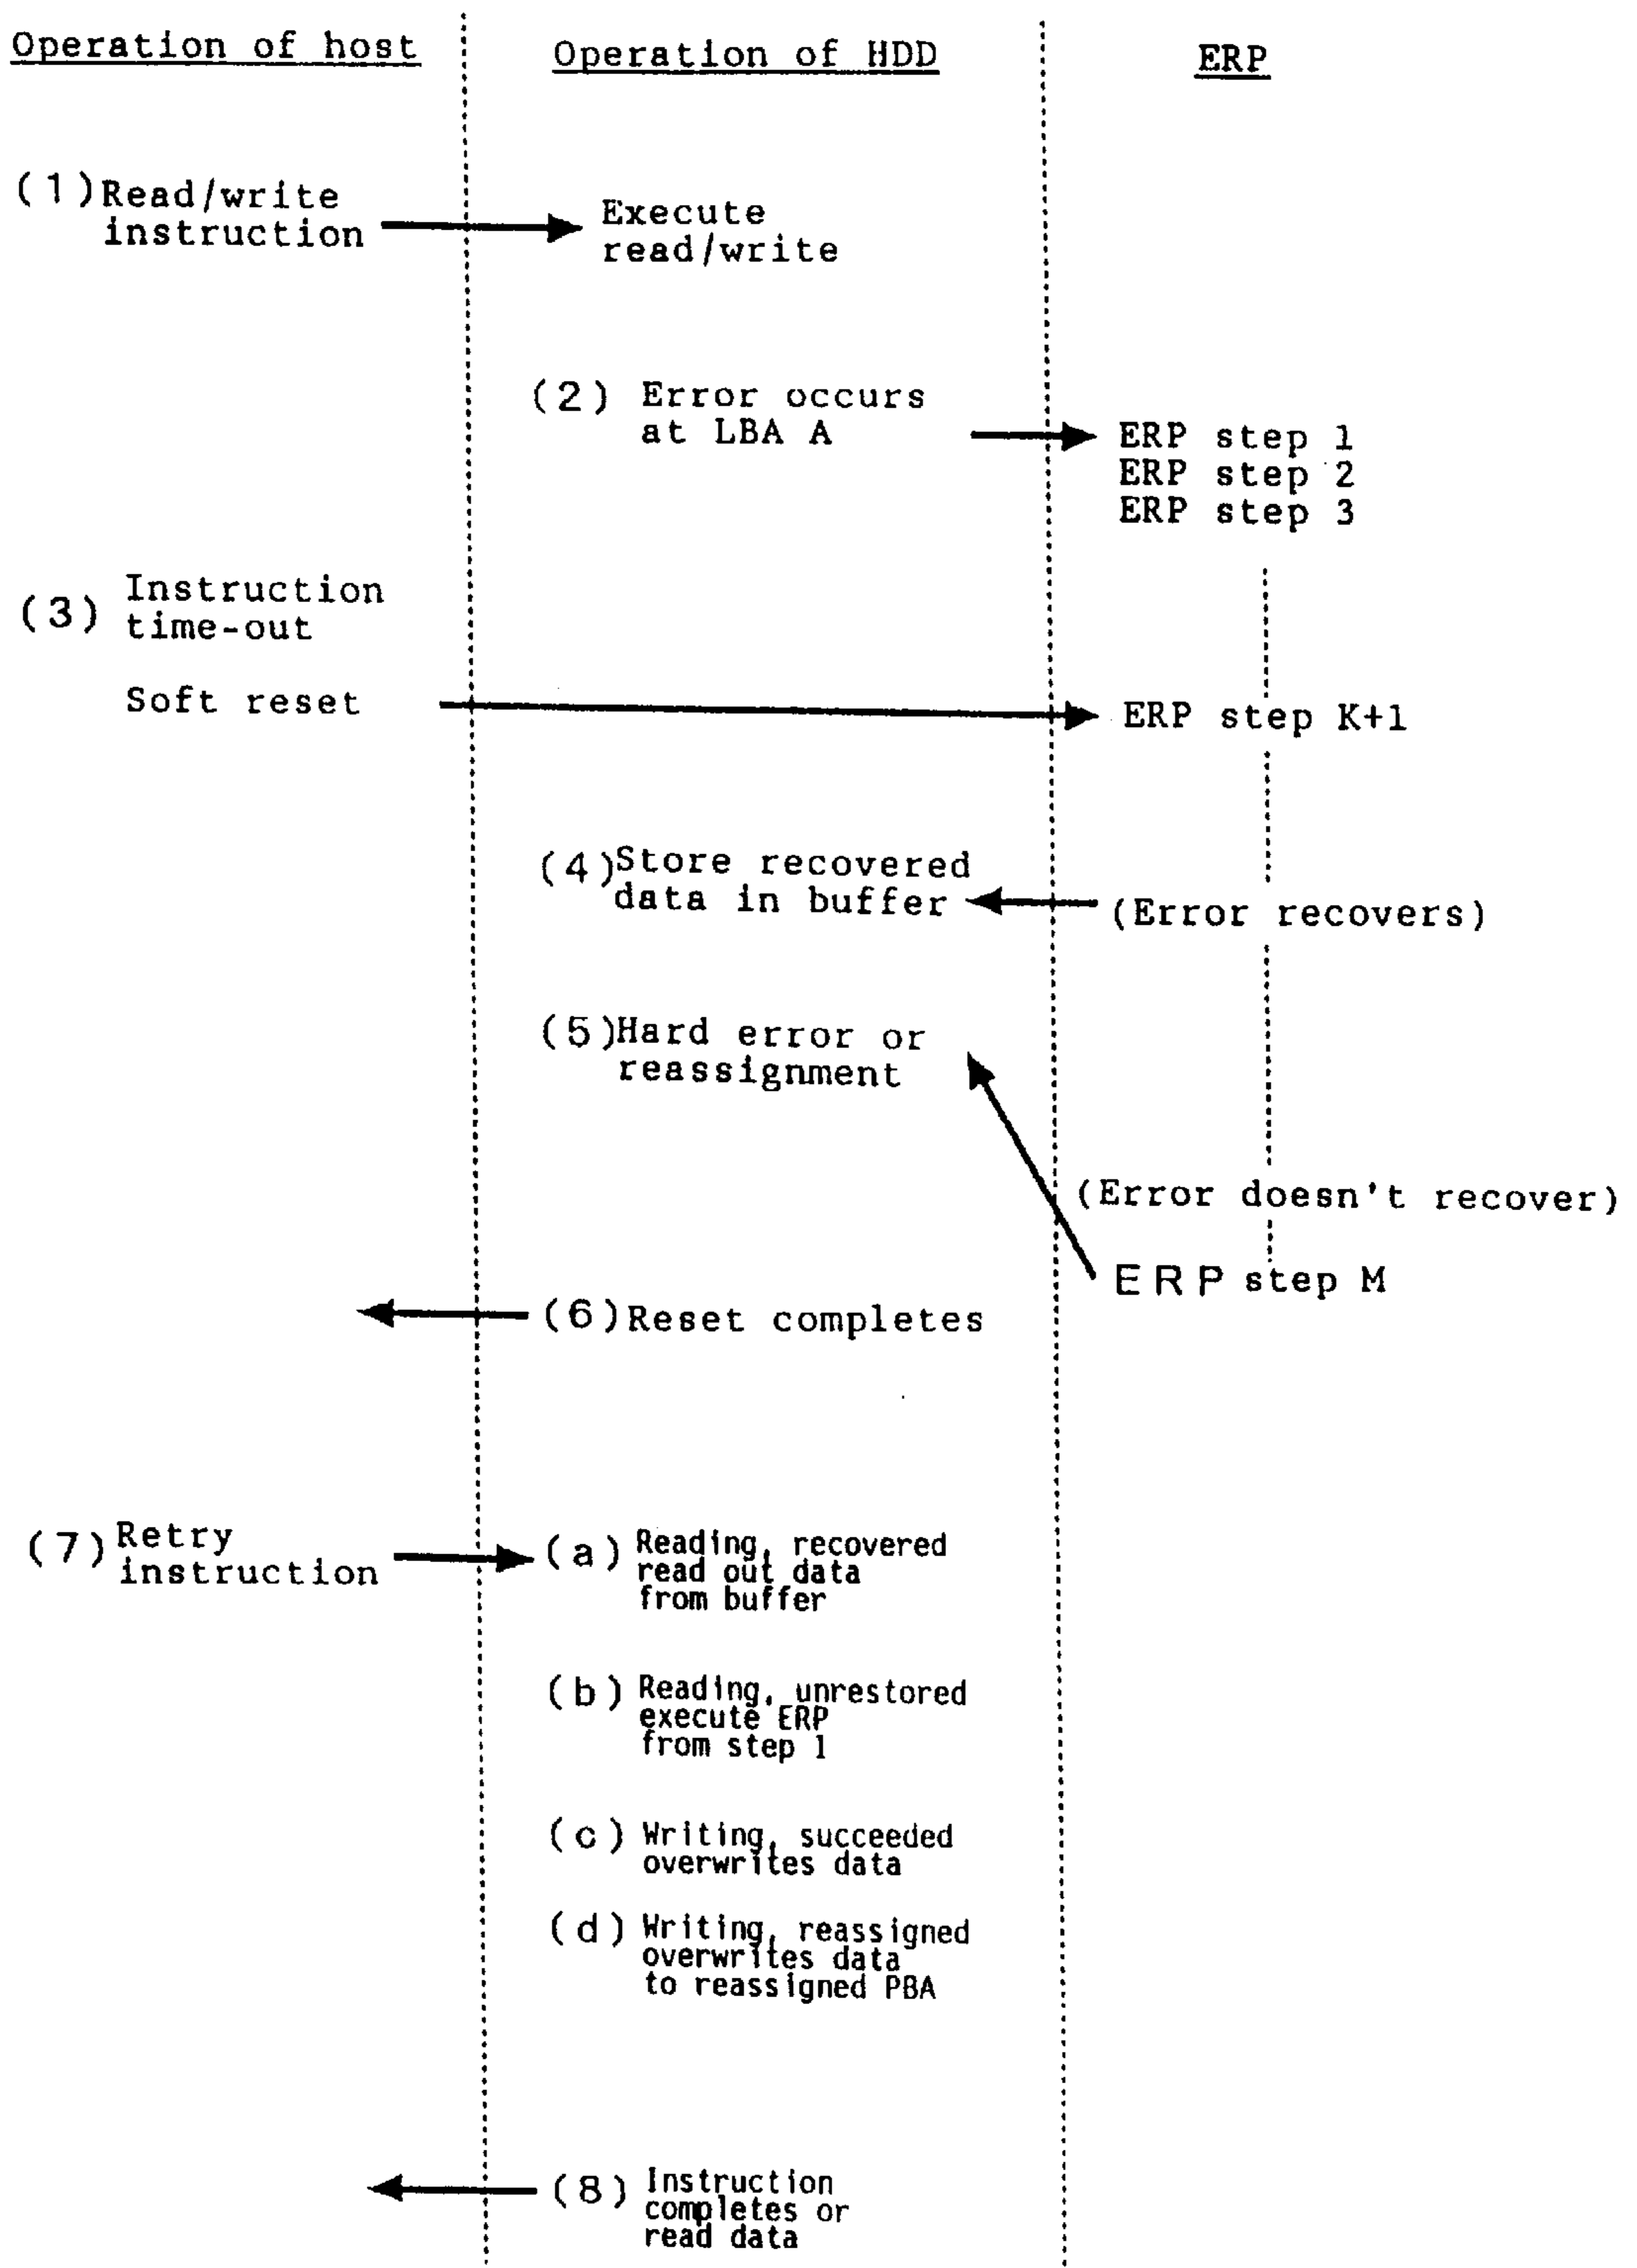 Operation of host
Operation of HDD
ERP
(1) Read/write
instruction
Execute
read/write
(2) Error occurs
at LBA A
ERP step 1
ERP step 2
ERP step 3
(3) Instruction
time-out
Soft reset
ERP step K+1
(4) Store recovered
data in buffer
(Error recovers)
(5) Hard error or
reassignment
(Error doesn't recover)
ERP step M
(6) Reset completes
(7) Retry
instruction
(a) Reading, recovered
read out data
from buffer
(b) Reading, unrestored
execute ERP
from step 1
(c) Writing, succeeded
overwrites data
(d) Writing, reassigned
overwrites data
to reassigned PBA
(8) Instruction
completes or
read data